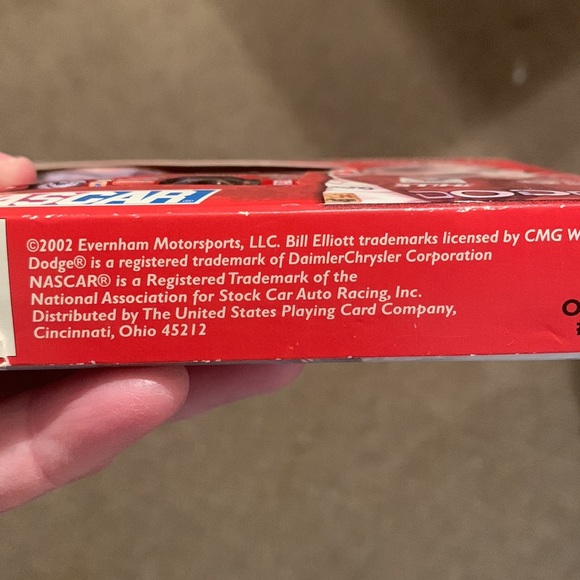 NASCAR
©2002 Evernham Motorsports, LLC. Bill Elliott trademarks licensed by CMG W
Dodge® is a registered trademark of DaimlerChrysler Corporation
NASCAR® is a Registered Trademark of the
National Association for Stock Car Auto Racing, Inc.
Distributed by The United States Playing Card Company,
Cincinnati, Ohio 45212